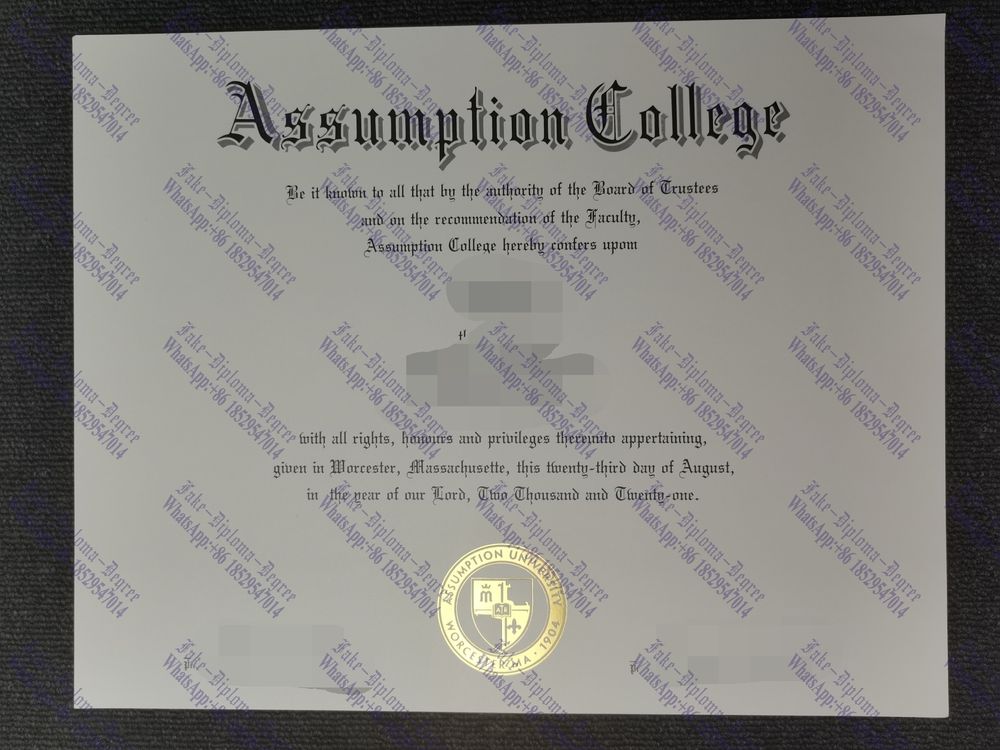 Assumption College
Be it known to all that by the authority of the Board of Trustees
and on the recommendation of the Faculty,
Assumption College hereby confers upom
with all rights, honours and privileges thereunto appertaining,
given in Worcester, Massachusette, this twenty-third day of August,
in the year of our Lord, Two Thousand and Twenty-one.
ASSUMPTION UNIVERSITY
WORCESTER, MA · 1904
Fake-Diploma-Degree
WhatsApp:+86 18529547014